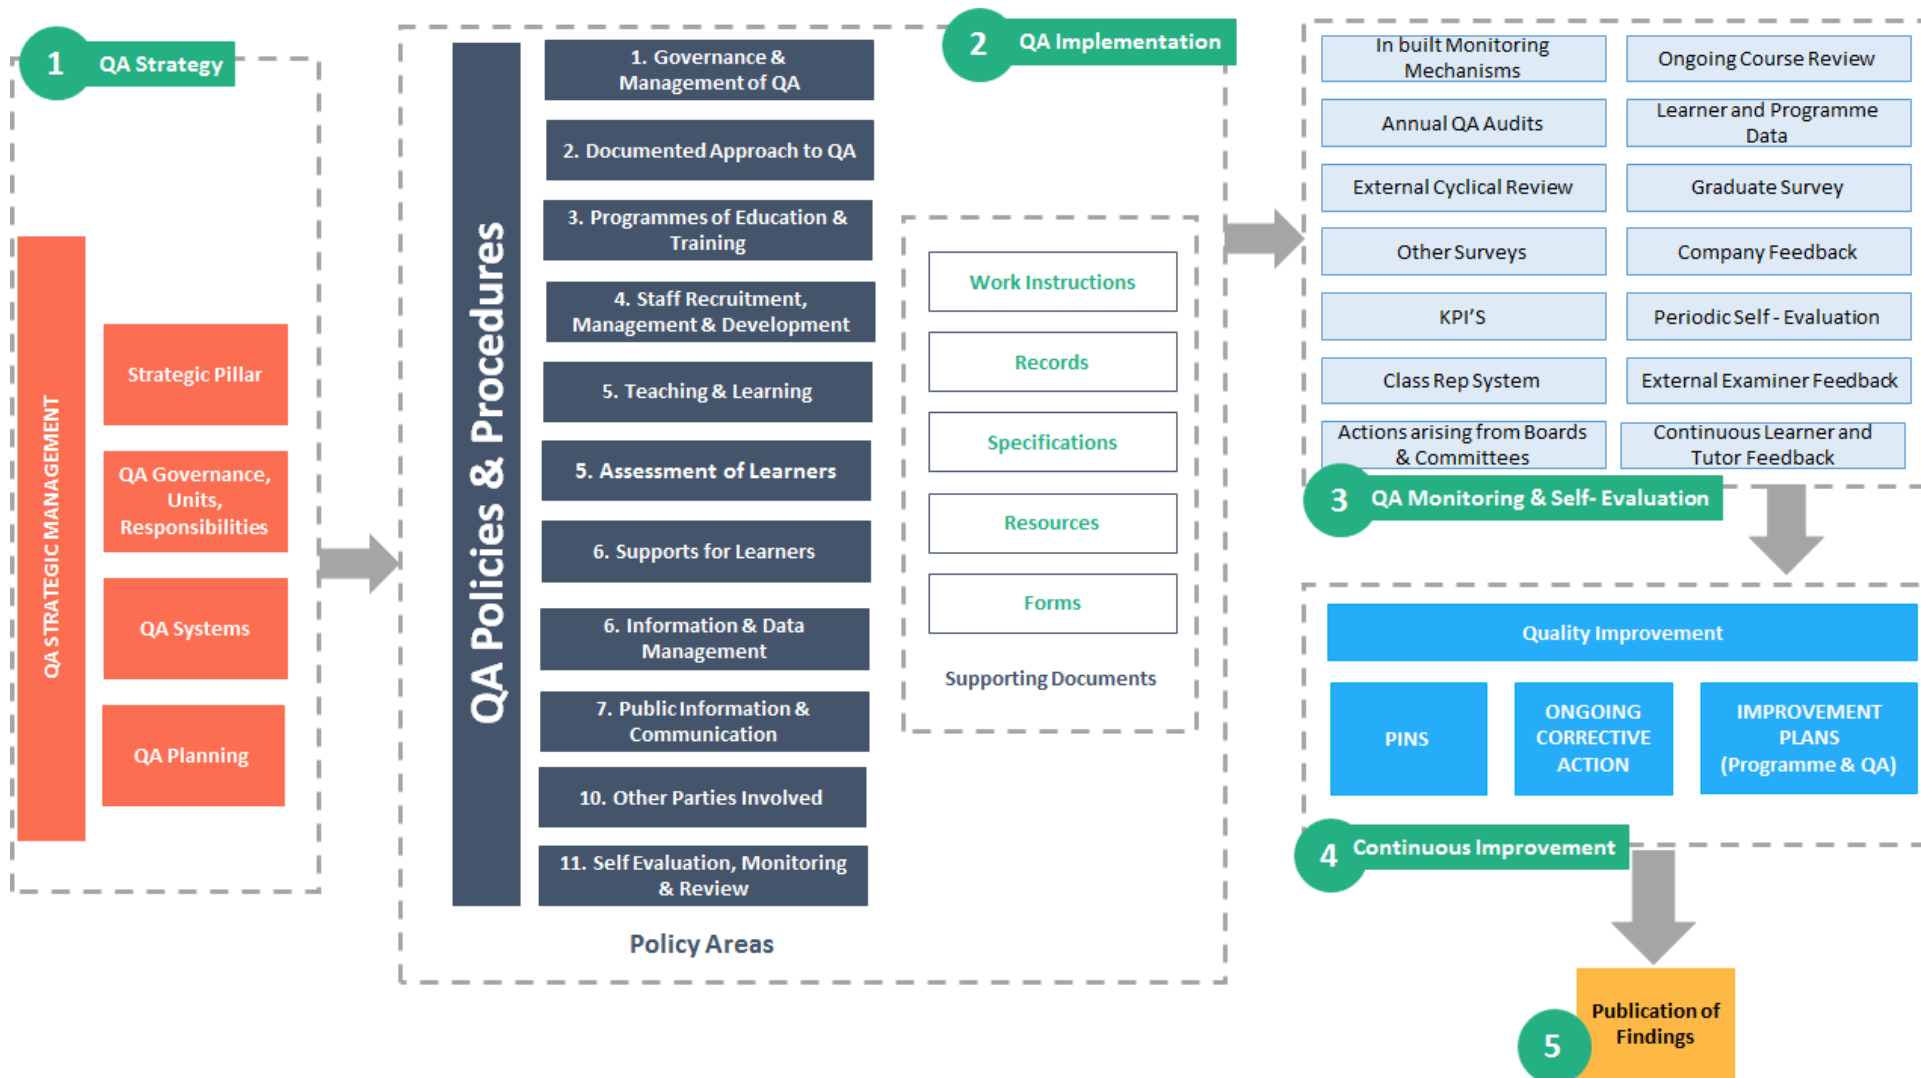 1
QA Strategy
QA STRATEGIC MANAGEMENT
Strategic Pillar
QA Governance,
Units,
Responsibilities
QA Systems
QA Planning
2
QA Implementation
QA Policies & Procedures
1. Governance &
Management of QA
2. Documented Approach to QA
3. Programmes of Education &
Training
4. Staff Recruitment,
Management & Development
5. Teaching & Learning
5. Assessment of Learners
6. Supports for Learners
6. Information & Data
Management
7. Public Information &
Communication
10. Other Parties Involved
11. Self Evaluation, Monitoring
& Review
Policy Areas
Work Instructions
Records
Specifications
Resources
Forms
Supporting Documents
In built Monitoring
Mechanisms
Ongoing Course Review
Annual QA Audits
Learner and Programme
Data
External Cyclical Review
Graduate Survey
Other Surveys
Company Feedback
KPI'S
Periodic Self - Evaluation
Class Rep System
External Examiner Feedback
Actions arising from Boards
& Committees
Continuous Learner and
Tutor Feedback
3
QA Monitoring & Self- Evaluation
Quality Improvement
PINS
ONGOING
CORRECTIVE
ACTION
IMPROVEMENT
PLANS
(Programme & QA)
4
Continuous Improvement
5
Publication of
Findings